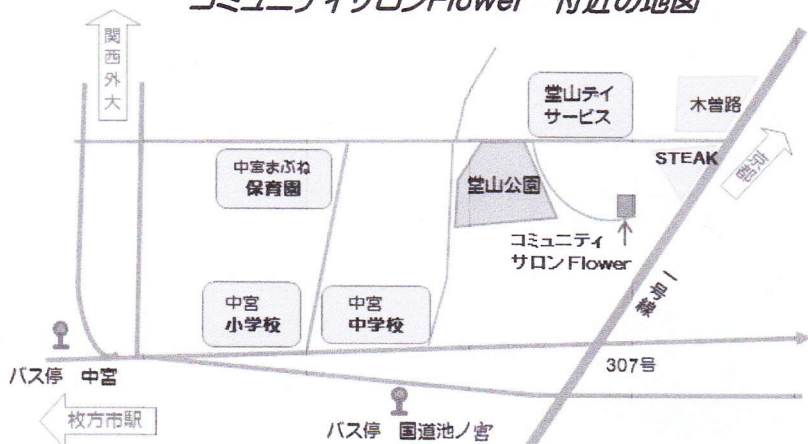 コミュニティサロンFlower 付近の地図
関西外大
堂山デイ
サービス
木曽路
中宮まぶね
保育園
堂山公園
STEAK
京都
コミュニティ
サロンFlower
中宮
小学校
中宮
中学校
一号線
307号
バス停 中宮
枚方市駅
バス停 国道池ノ宮